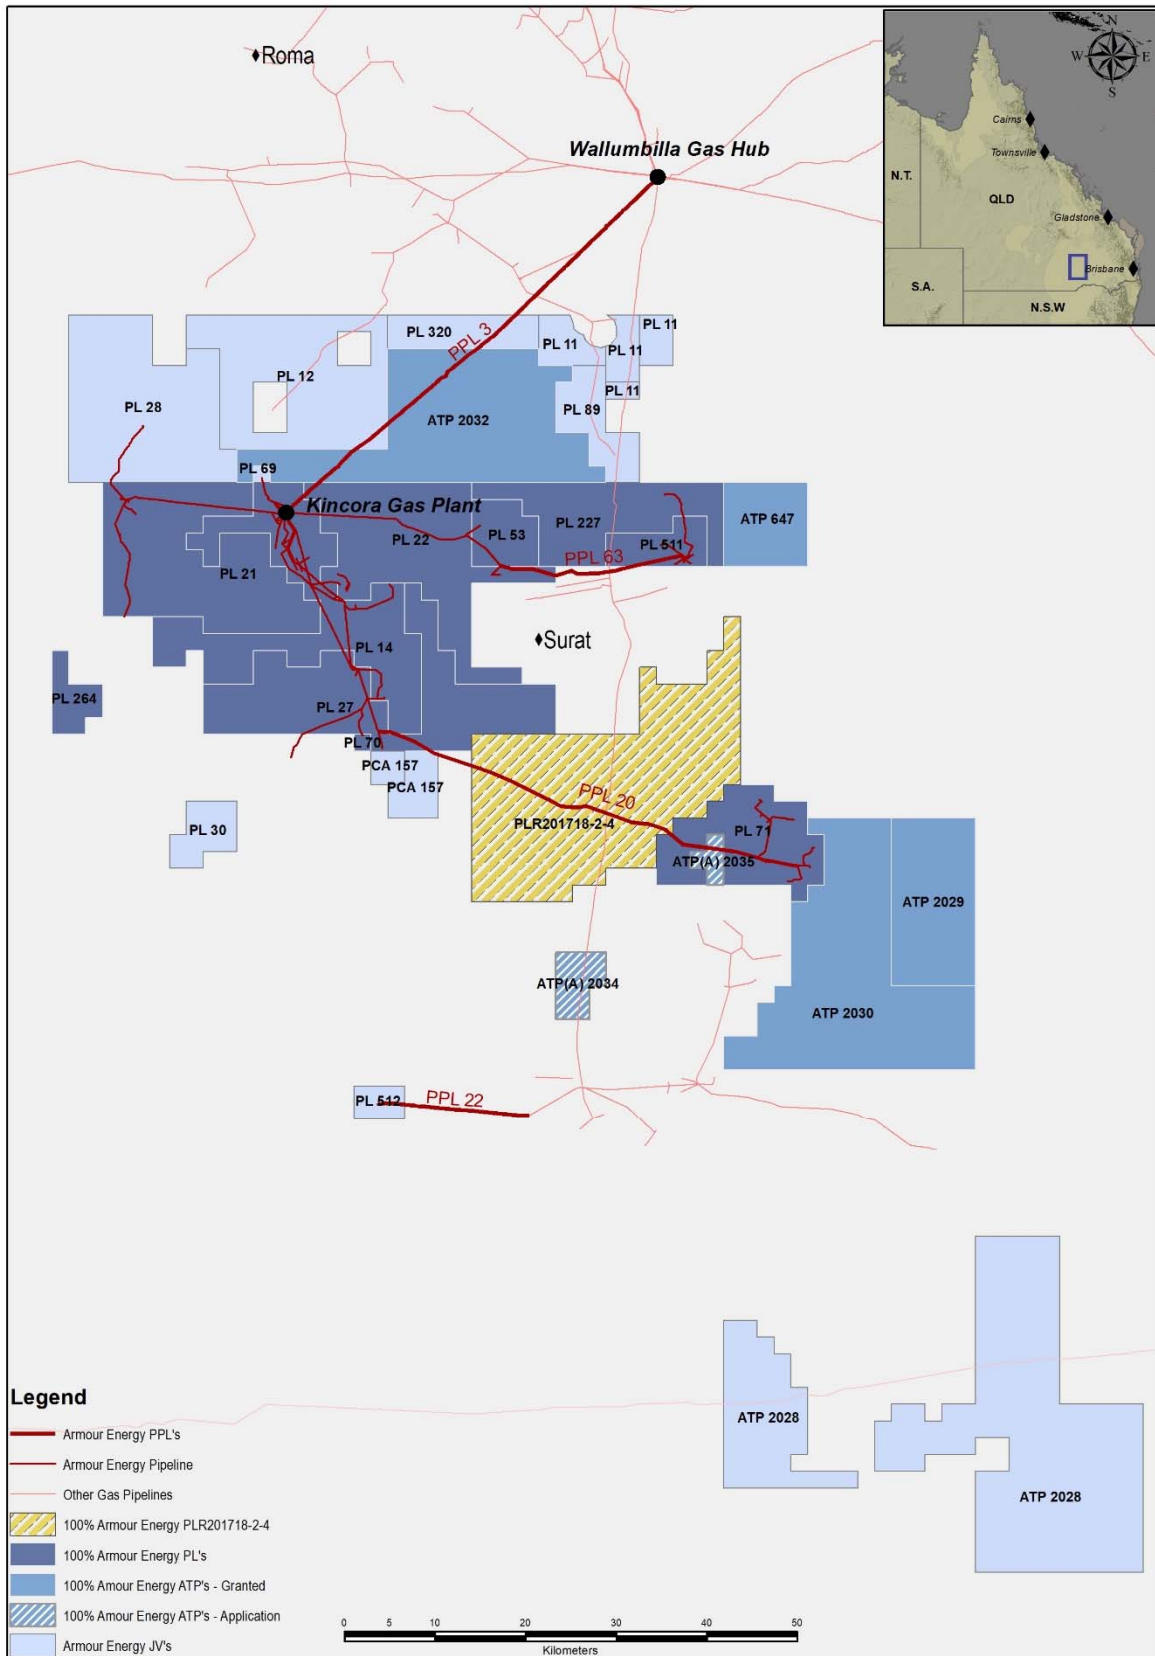 Roma
Wallumbilla Gas Hub
N
W
E
S
Cairns
Townsville
N.T.
QLD
Gladstone
Brisbane
S.A.
N.S.W
PL 320
PPL 3
PL 11
PL 11
PL 11
PL 11
PL 12
PL 28
PL 89
ATP 2032
PL 69
Kincora Gas Plant
PL 22
PL 53
PL 227
PL 511
ATP 647
PPL 63
PL 21
Surat
PL 14
PL 264
PL 27
PL 70
PCA 157
PCA 157
PPL 20
PLR201718-2-4
PL 30
PL 71
ATP(A) 2035
ATP 2029
ATP(A) 2034
ATP 2030
PL 512
PPL 22
ATP 2028
ATP 2028
Legend
Armour Energy PPL's
Armour Energy Pipeline
Other Gas Pipelines
100% Armour Energy PLR201718-2-4
100% Armour Energy PL's
100% Amour Energy ATP's - Granted
100% Amour Energy ATP's - Application
Armour Energy JV's
0 5 10 20 30 40 50
Kilometers